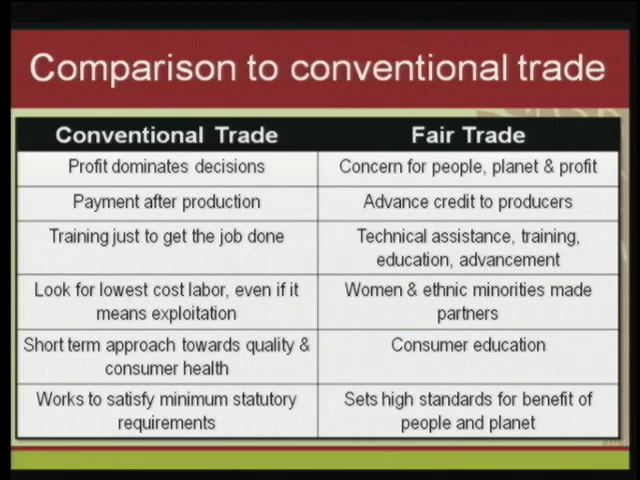 Comparison to conventional trade
Conventional Trade
Fair Trade
Profit dominates decisions
Concern for people, planet & profit
Payment after production
Advance credit to producers
Training just to get the job done
Technical assistance, training,
education, advancement
Look for lowest cost labor, even if it
means exploitation
Women & ethnic minorities made
partners
Short term approach towards quality &
consumer health
Consumer education
Works to satisfy minimum statutory
requirements
Sets high standards for benefit of
people and planet